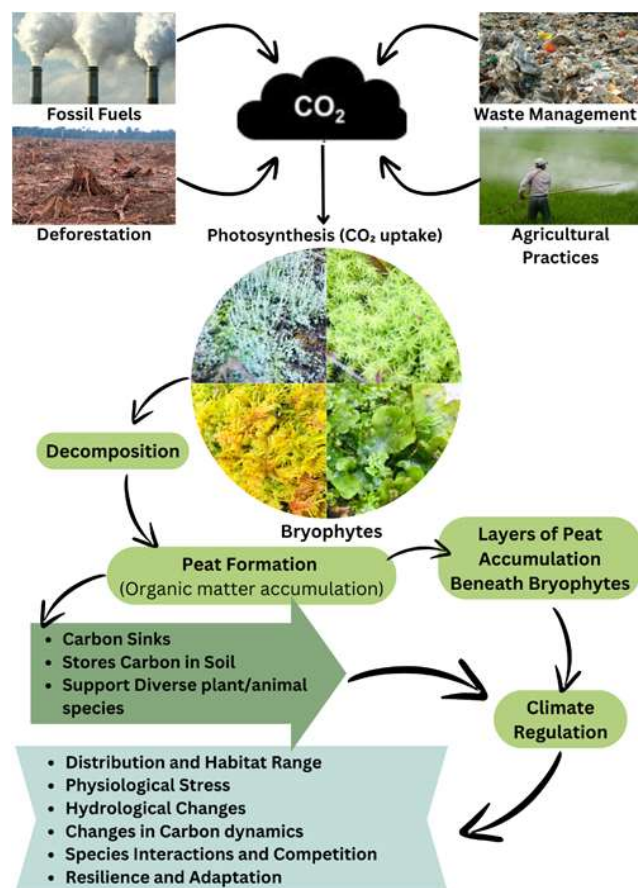 CO₂
Fossil Fuels
Waste Management
Deforestation
Agricultural
Practices
Photosynthesis (CO₂ uptake)
Decomposition
Bryophytes
Peat Formation
(Organic matter accumulation)
Layers of Peat
Accumulation
Beneath Bryophytes
• Carbon Sinks
• Stores Carbon in Soil
• Support Diverse plant/animal
species
Climate
Regulation
• Distribution and Habitat Range
• Physiological Stress
• Hydrological Changes
• Changes in Carbon dynamics
• Species Interactions and Competition
• Resilience and Adaptation